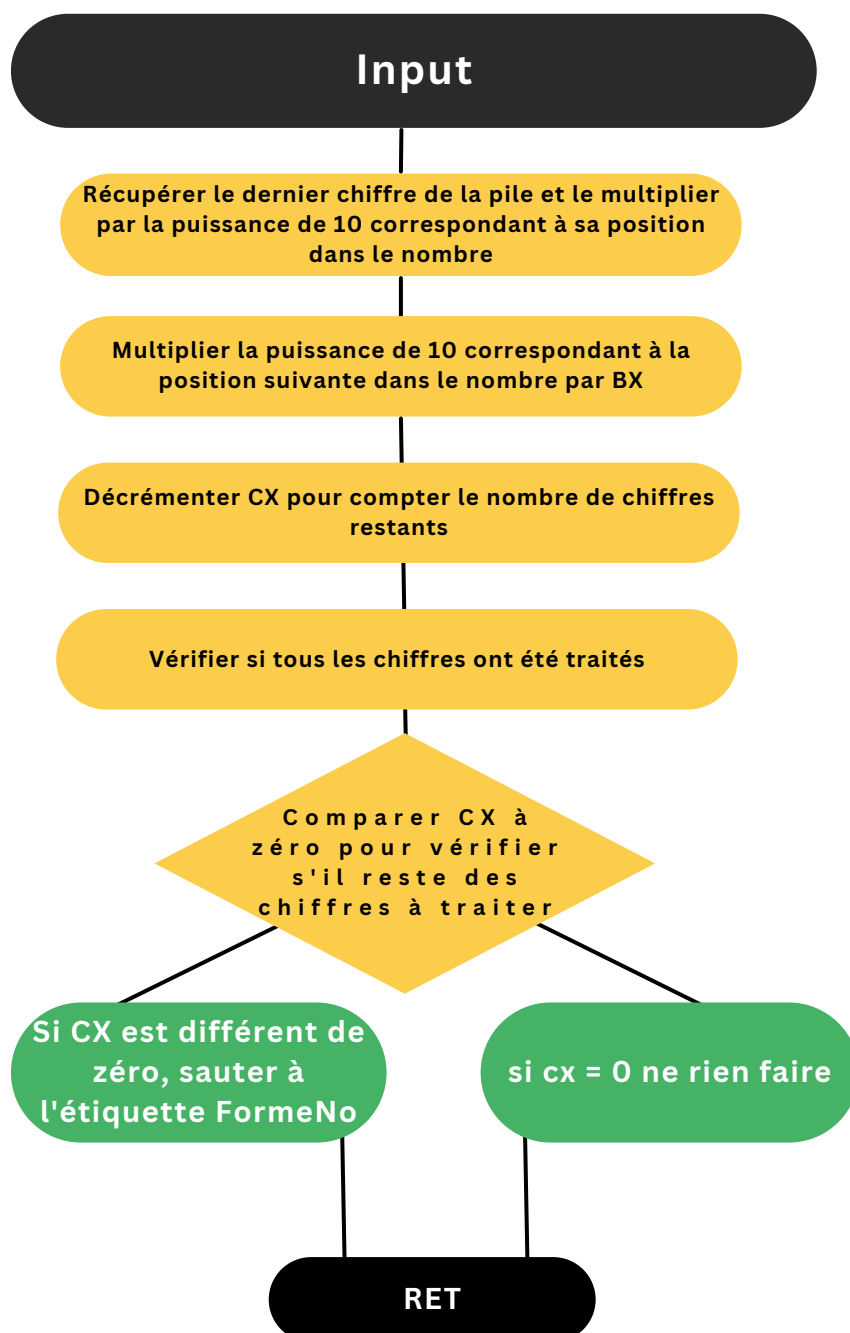 Input
Récupérer le dernier chiffre de la pile et le multiplier
par la puissance de 10 correspondant à sa position
dans le nombre
Multiplier la puissance de 10 correspondant à la
position suivante dans le nombre par BX
Décrémenter CX pour compter le nombre de chiffres
restants
Vérifier si tous les chiffres ont été traités
Comparer CX à
zéro pour vérifier
s'il reste des
chiffres à traiter
Si CX est différent de
zéro, sauter à
l'étiquette FormeNo
si cx = 0 ne rien faire
RET